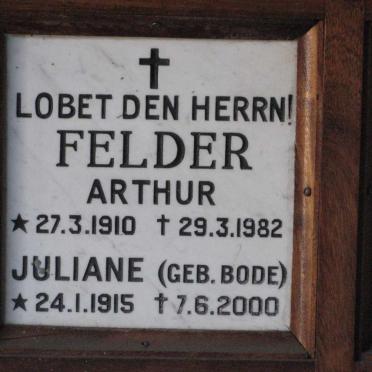 LOBET DEN HERRN!
FELDER
ARTHUR
★ 27.3.1910 † 29.3.1982
JULIANE (GEB. BODE)
★ 24.1.1915 † 7.6.2000